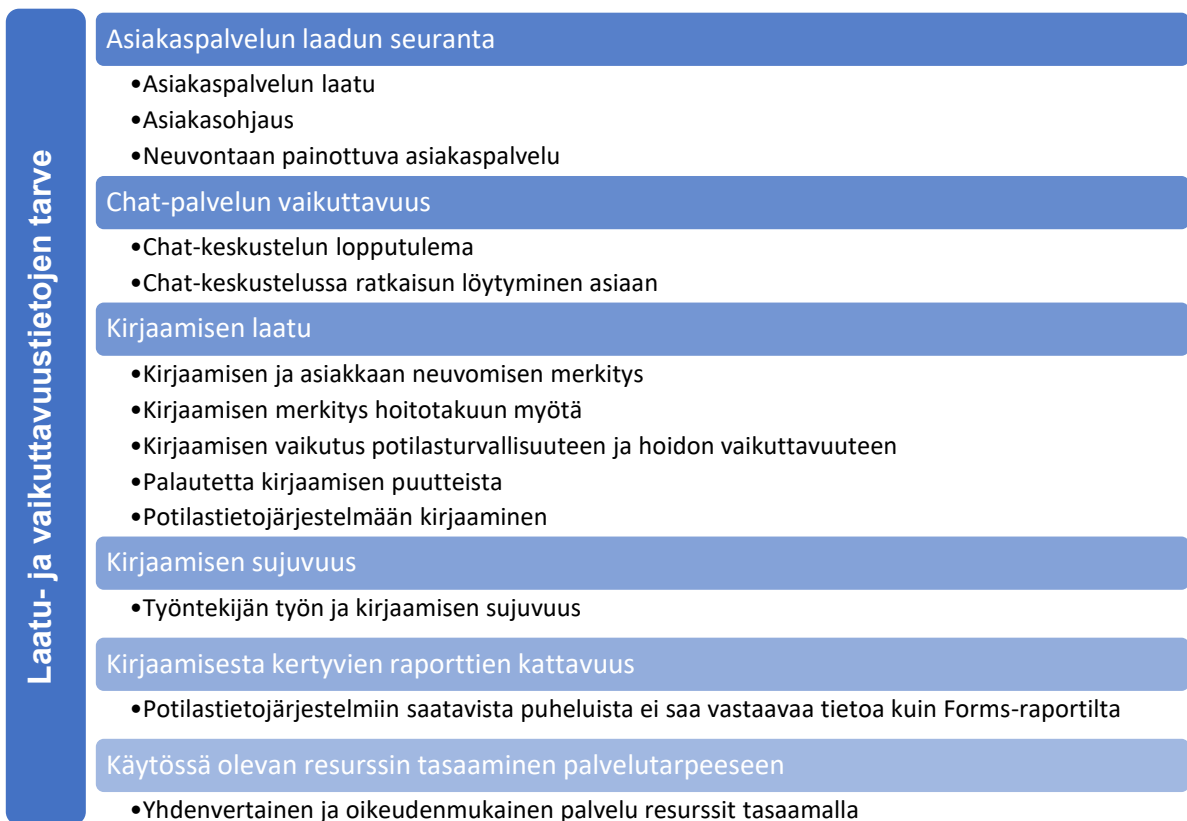 Laatu- ja vaikuttavuustietojen tarve
Asiakaspalvelun laadun seuranta
•Asiakaspalvelun laatu
•Asiakasohjaus
•Neuvontaan painottuva asiakaspalvelu
Chat-palvelun vaikuttavuus
•Chat-keskustelun lopputulema
•Chat-keskustelussa ratkaisun löytyminen asiaan
Kirjaamisen laatu
•Kirjaamisen ja asiakkaan neuvomisen merkitys
•Kirjaamisen merkitys hoitotakuun myötä
•Kirjaamisen vaikutus potilasturvallisuuteen ja hoidon vaikuttavuuteen
•Palautetta kirjaamisen puutteista
•Potilastietojärjestelmään kirjaaminen
Kirjaamisen sujuvuus
•Työntekijän työn ja kirjaamisen sujuvuus
Kirjaamisesta kertyvien raporttien kattavuus
•Potilastietojärjestelmiin saatavista puheluista ei saa vastaavaa tietoa kuin Forms-raportilta
Käytössä olevan resurssin tasaaminen palvelutarpeeseen
•Yhdenvertainen ja oikeudenmukainen palvelu resurssit tasaamalla